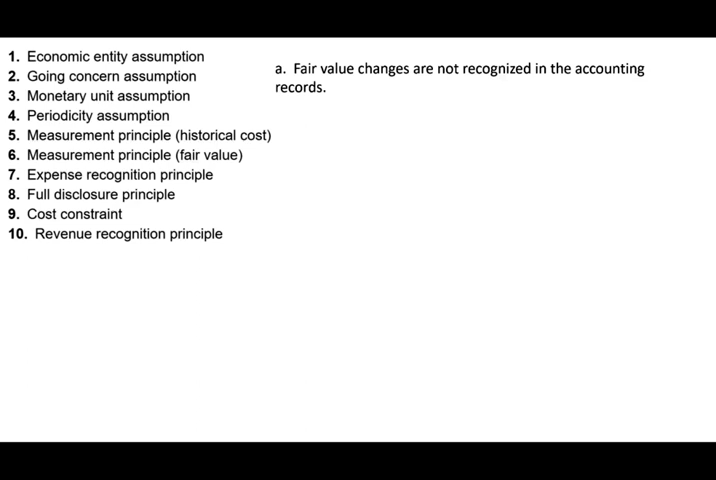 1. Economic entity assumption
2. Going concern assumption
3. Monetary unit assumption
4. Periodicity assumption
5. Measurement principle (historical cost)
6. Measurement principle (fair value)
7. Expense recognition principle
8. Full disclosure principle
9. Cost constraint
10. Revenue recognition principle
a. Fair value changes are not recognized in the accounting
records.